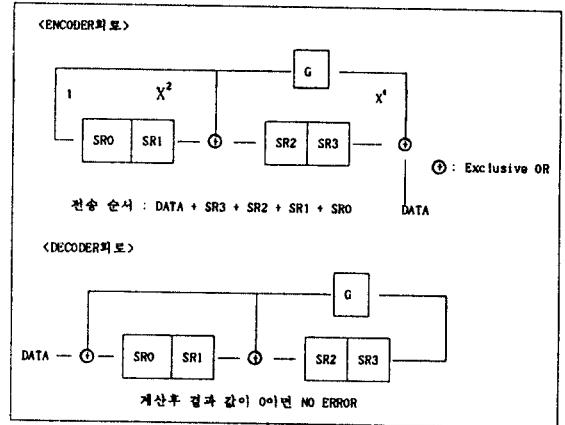 <ENCODER회로>
G
1 X² X⁴
SR0 SR1 SR2 SR3
⊕ : Exclusive OR
전송 순서 : DATA + SR3 + SR2 + SR1 + SR0
DATA
<DECODER회로>
G
DATA SR0 SR1 SR2 SR3
계산후 결과 값이 0이면 NO ERROR